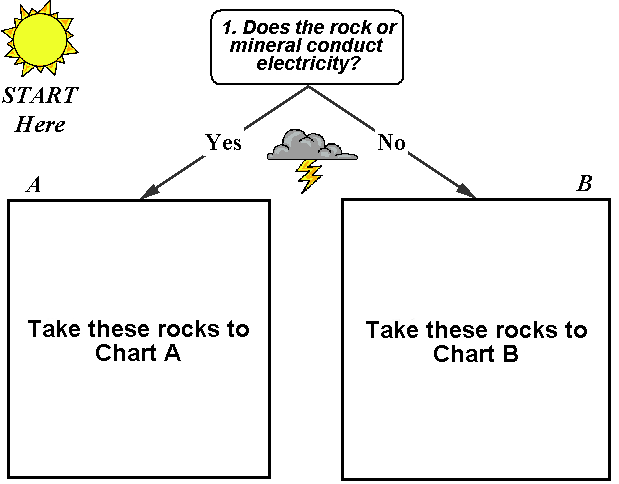 1. Does the rock or
mineral conduct
electricity?
START
Here
Yes
No
A
B
Take these rocks to
Chart A
Take these rocks to
Chart B